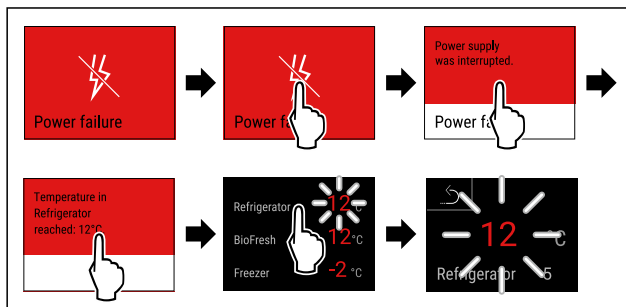 Power failure
Power fa
Power supply
was interrupted.
Power fa
Temperature in
Refrigerator
reached: 12°C
Refrigerator 12°C
BioFresh 12°C
Freezer -2°C
12 °C
Refrigerator 5